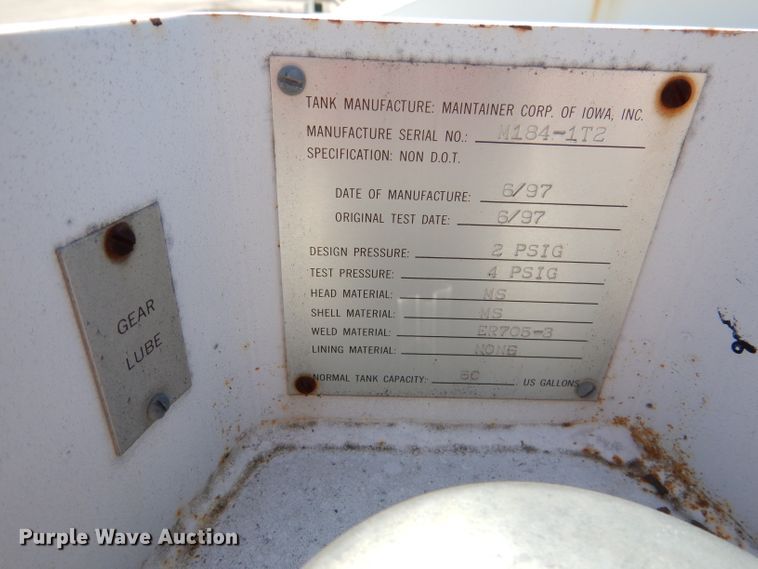 TANK MANUFACTURE: MAINTAINER CORP. OF IOWA, INC.
MANUFACTURE SERIAL NO.: M184-1T2
SPECIFICATION: NON D.O.T.
DATE OF MANUFACTURE: 6/97
ORIGINAL TEST DATE: 6/97
DESIGN PRESSURE: 2 PSIG
TEST PRESSURE: 4 PSIG
HEAD MATERIAL: MS
SHELL MATERIAL: MS
WELD MATERIAL: ER70S-3
LINING MATERIAL: NONE
NORMAL TANK CAPACITY: US GALLONS
GEAR
LUBE
Purple Wave Auction